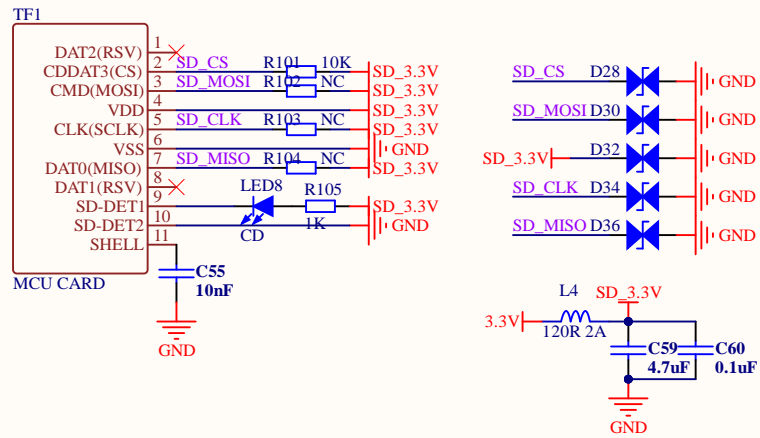 TF1
DAT2(RSV) 1
CDDAT3(CS) 2 SD_CS R101 10K SD_3.3V
CMD(MOSI) 3 SD_MOSI R102 NC SD_3.3V
VDD 4 SD_3.3V
CLK(SCLK) 5 SD_CLK R103 NC SD_3.3V
VSS 6 GND
DAT0(MISO) 7 SD_MISO R104 NC SD_3.3V
DAT1(RSV) 8
LED8 R105
SD-DET1 9 SD_3.3V
SD-DET2 10 CD 1K GND
SHELL 11
MCU CARD
C55
10nF
GND
SD_CS D28 GND
SD_MOSI D30 GND
SD_3.3V D32 GND
SD_CLK D34 GND
SD_MISO D36 GND
L4 SD_3.3V
3.3V 120R 2A
C59 C60
4.7uF 0.1uF
GND